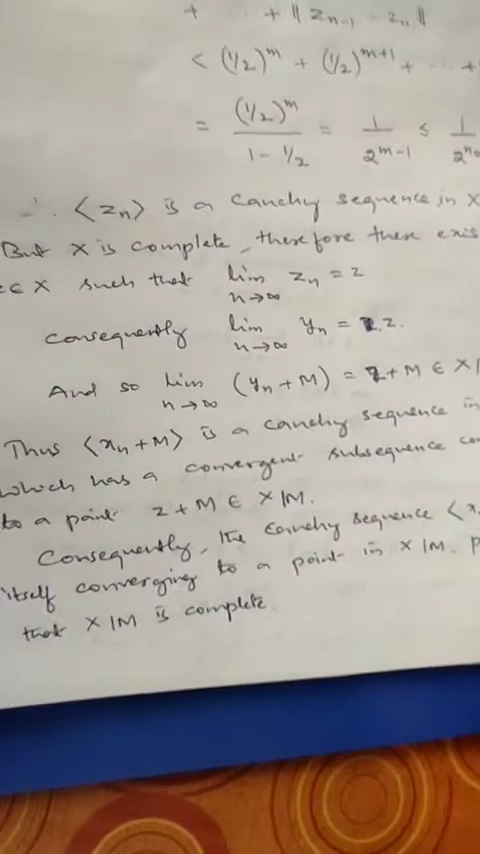 + ... + || z_{n-1} - z_n ||
< (1/2)^m + (1/2)^{m+1} + ... +
= (1/2)^m / (1 - 1/2) = 1/2^{m-1} ≤ 1/2
∴ <z_n> is a Cauchy sequence in X
But X is complete, therefore there exis
z ∈ X such that lim_{n→∞} z_n = z
consequently lim_{n→∞} y_n = z.
And so lim_{n→∞} (y_n + M) = z + M ∈ X/
Thus <x_n + M> is a Cauchy sequence in
which has a convergent subsequence co
to a point z + M ∈ X/M.
Consequently, the Cauchy sequence <x
itself converging to a point in X/M. P
that X/M is complete